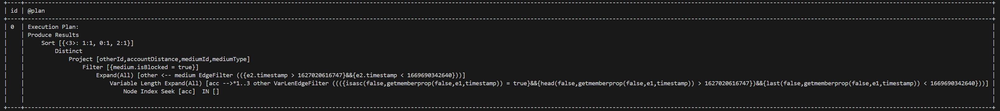 | id | @plan |
| 0 | Execution Plan:
Produce Results
Sort [{<3>: 1:1, 0:1, 2:1}]
Distinct
Project [otherId,accountDistance,mediumId,mediumType]
Filter [{medium.isBlocked = true}]
Expand(All) [other <-- medium EdgeFilter (({e2.timestamp > 1627020616747}&&{e2.timestamp < 1669690342640}))]
Variable Length Expand(All) [acc -->*1..3 other VarLenEdgeFilter ((({isasc(false,getmemberprop(false,e1,timestamp)) = true}&&{head(false,getmemberprop(false,e1,timestamp)) > 1627020616747})&&{last(false,getmemberprop(false,e1,timestamp)) < 1669690342640}))]
Node Index Seek [acc]  IN []